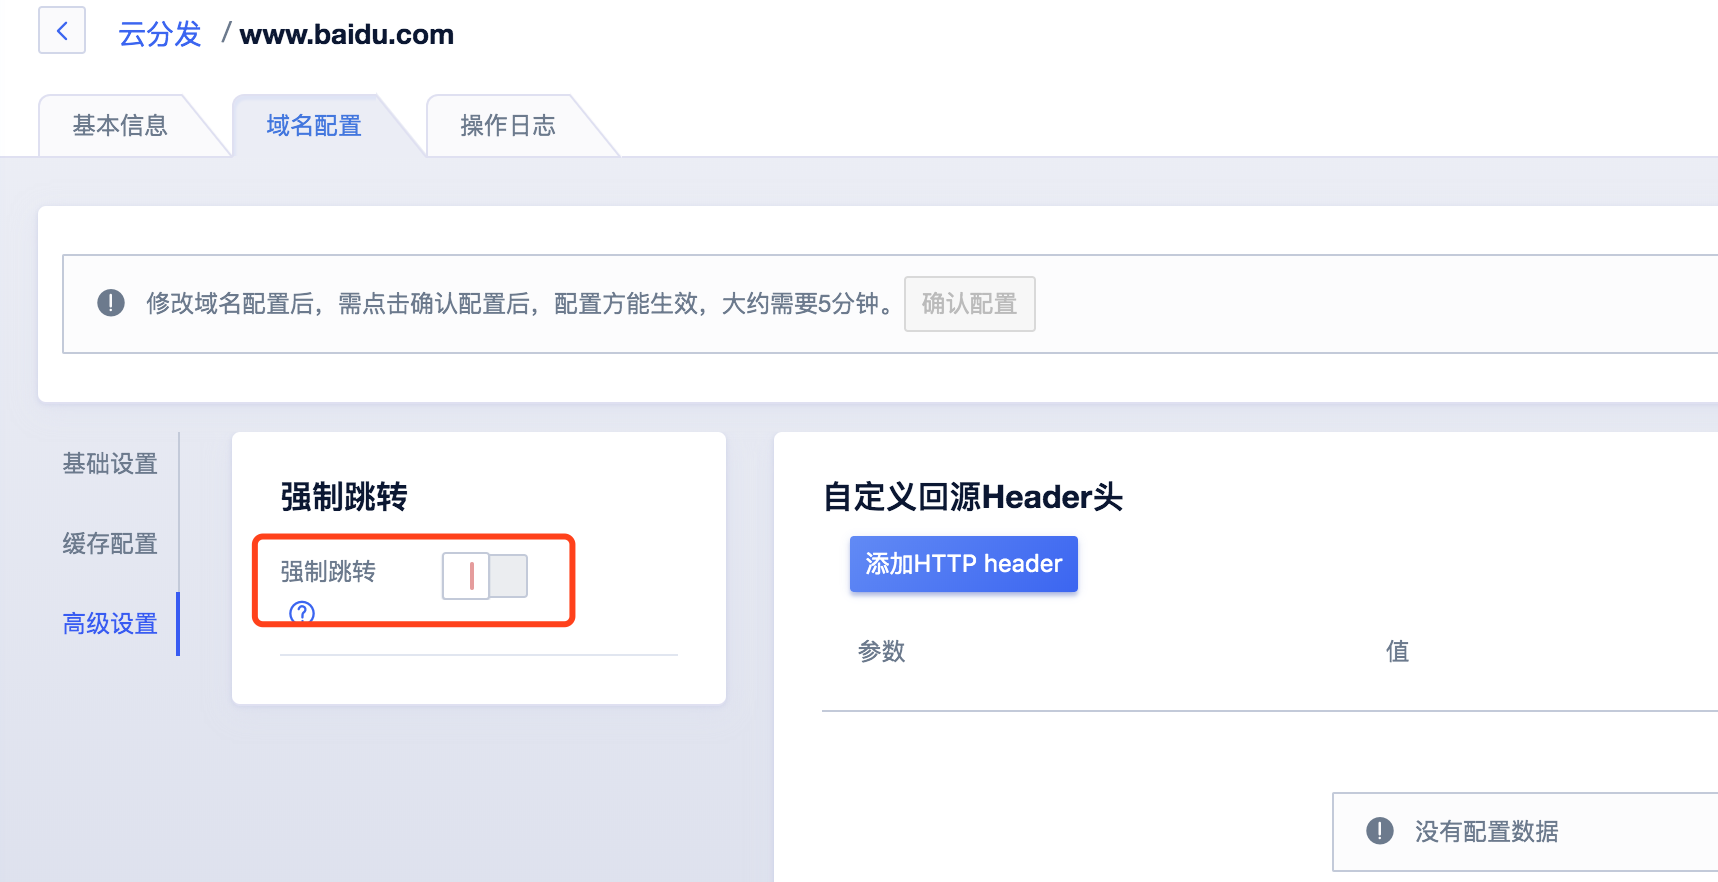 云分发 / www.baidu.com
基本信息
域名配置
操作日志
修改域名配置后，需点击确认配置后，配置方能生效，大约需要5分钟。 确认配置
基础设置
缓存配置
高级设置
强制跳转
强制跳转
自定义回源Header头
添加HTTP header
参数 值
没有配置数据